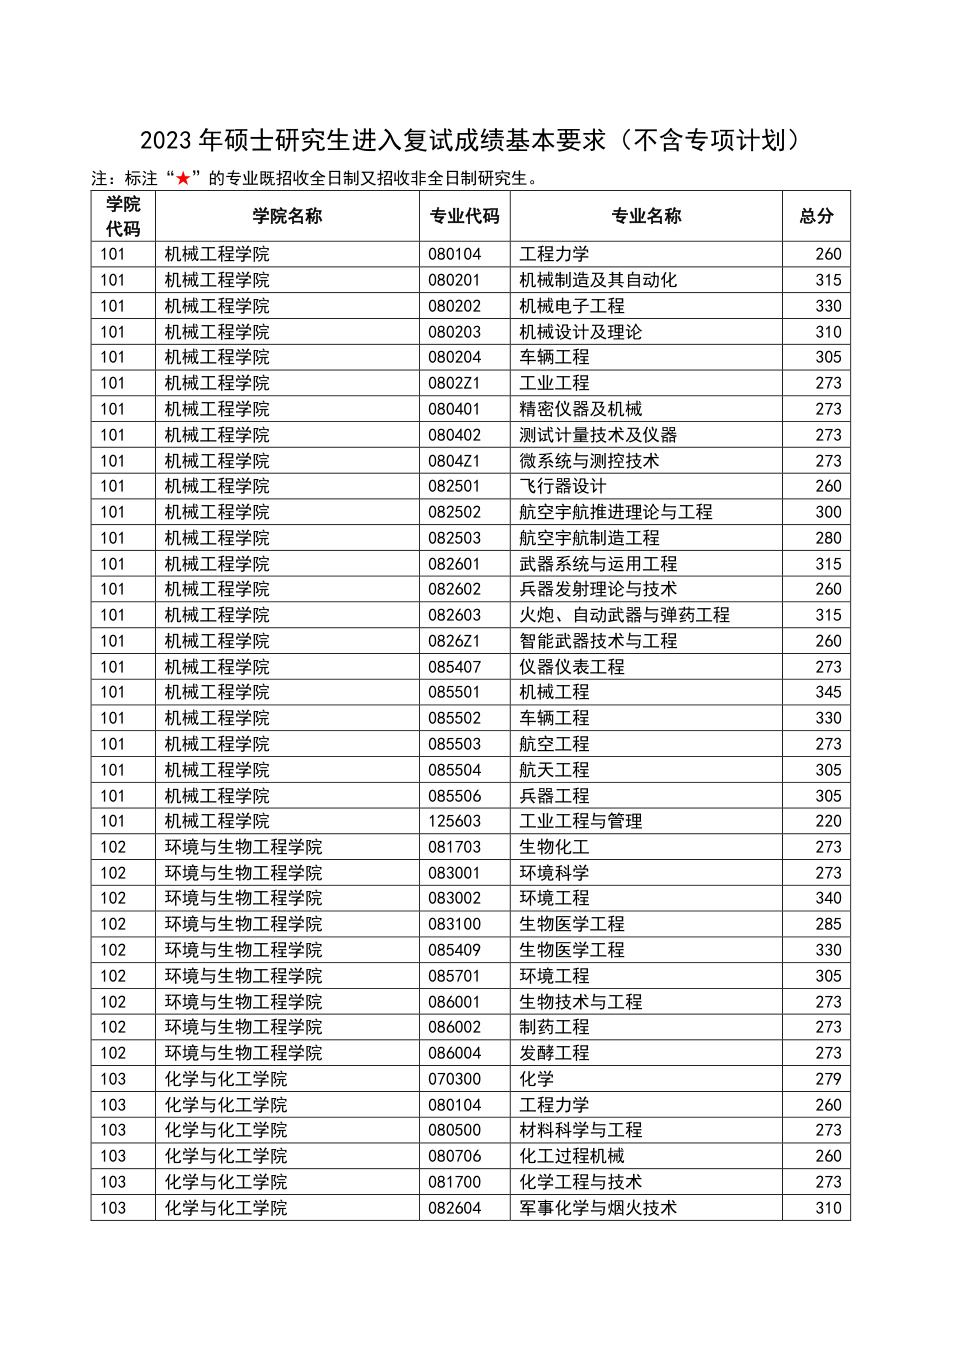 2023 年硕士研究生进入复试成绩基本要求（不含专项计划）
注：标注“★”的专业既招收全日制又招收非全日制研究生。
学院代码 学院名称 专业代码 专业名称 总分
101 机械工程学院 080104 工程力学 260
101 机械工程学院 080201 机械制造及其自动化 315
101 机械工程学院 080202 机械电子工程 330
101 机械工程学院 080203 机械设计及理论 310
101 机械工程学院 080204 车辆工程 305
101 机械工程学院 0802Z1 工业工程 273
101 机械工程学院 080401 精密仪器及机械 273
101 机械工程学院 080402 测试计量技术及仪器 273
101 机械工程学院 0804Z1 微系统与测控技术 273
101 机械工程学院 082501 飞行器设计 260
101 机械工程学院 082502 航空宇航推进理论与工程 300
101 机械工程学院 082503 航空宇航制造工程 280
101 机械工程学院 082601 武器系统与运用工程 315
101 机械工程学院 082602 兵器发射理论与技术 260
101 机械工程学院 082603 火炮、自动武器与弹药工程 315
101 机械工程学院 0826Z1 智能武器技术与工程 260
101 机械工程学院 085407 仪器仪表工程 273
101 机械工程学院 085501 机械工程 345
101 机械工程学院 085502 车辆工程 330
101 机械工程学院 085503 航空工程 273
101 机械工程学院 085504 航天工程 305
101 机械工程学院 085506 兵器工程 305
101 机械工程学院 125603 工业工程与管理 220
102 环境与生物工程学院 081703 生物化工 273
102 环境与生物工程学院 083001 环境科学 273
102 环境与生物工程学院 083002 环境工程 340
102 环境与生物工程学院 083100 生物医学工程 285
102 环境与生物工程学院 085409 生物医学工程 330
102 环境与生物工程学院 085701 环境工程 305
102 环境与生物工程学院 086001 生物技术与工程 273
102 环境与生物工程学院 086002 制药工程 273
102 环境与生物工程学院 086004 发酵工程 273
103 化学与化工学院 070300 化学 279
103 化学与化工学院 080104 工程力学 260
103 化学与化工学院 080500 材料科学与工程 273
103 化学与化工学院 080706 化工过程机械 260
103 化学与化工学院 081700 化学工程与技术 273
103 化学与化工学院 082604 军事化学与烟火技术 310